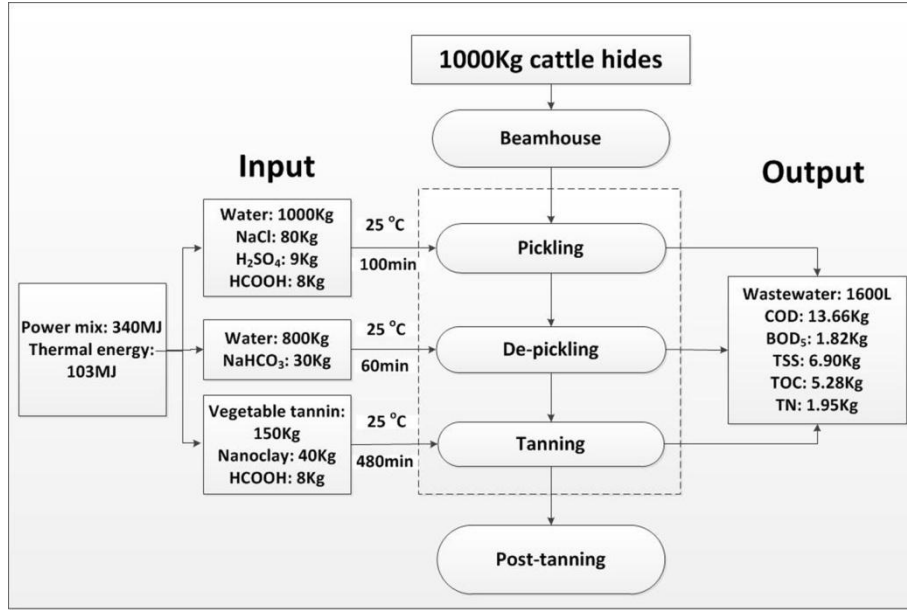 1000Kg cattle hides
Beamhouse
Input
Output
Water: 1000Kg
NaCl: 80Kg
H₂SO₄: 9Kg
HCOOH: 8Kg
25 °C
100min
Pickling
Power mix: 340MJ
Thermal energy:
103MJ
Water: 800Kg
NaHCO₃: 30Kg
25 °C
60min
De-pickling
Wastewater: 1600L
COD: 13.66Kg
BOD₅: 1.82Kg
TSS: 6.90Kg
TOC: 5.28Kg
TN: 1.95Kg
Vegetable tannin:
150Kg
Nanoclay: 40Kg
HCOOH: 8Kg
25 °C
480min
Tanning
Post-tanning